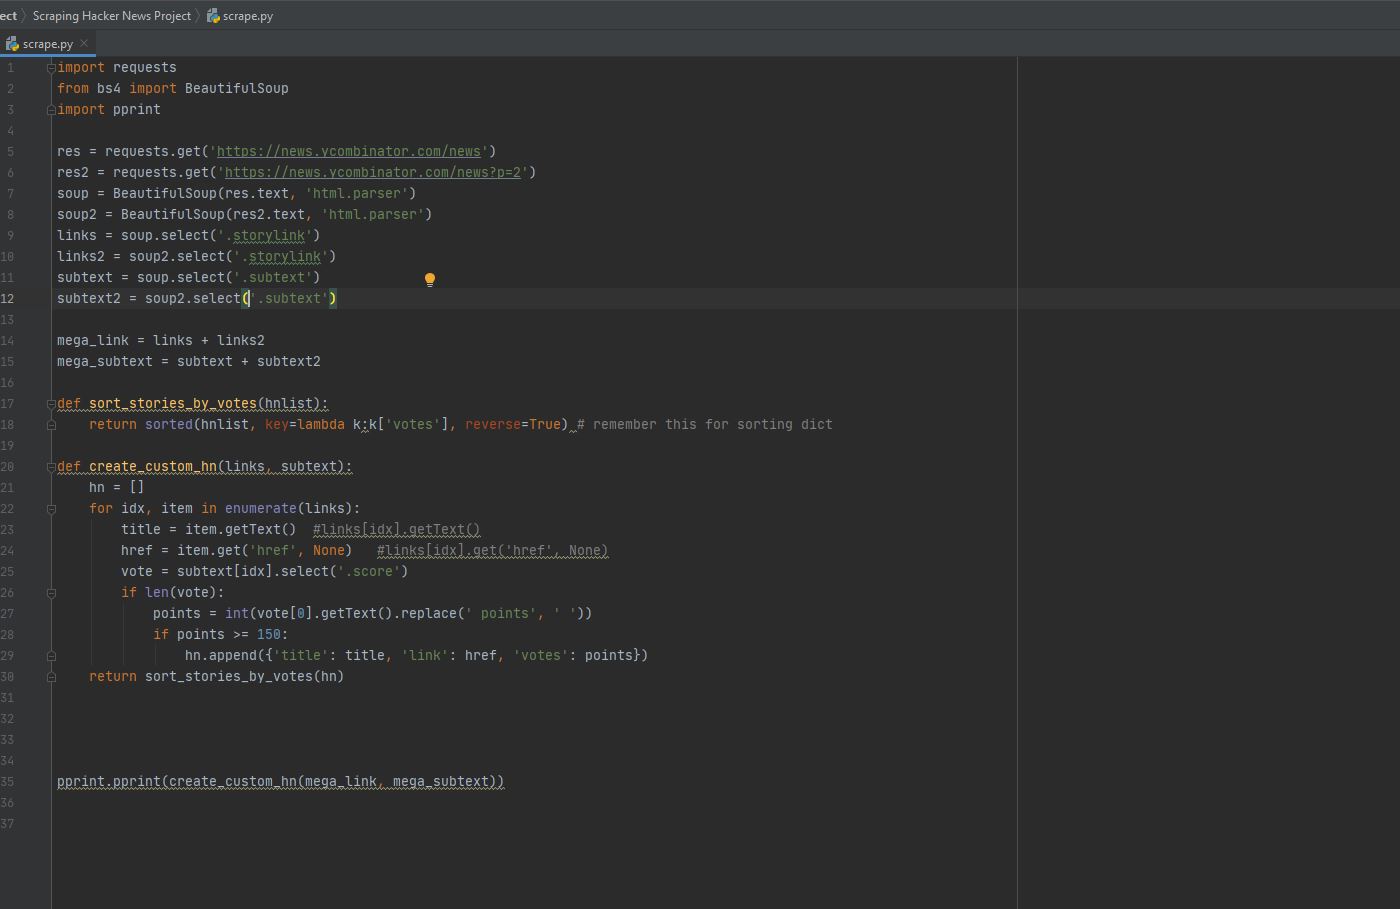 ect Scraping Hacker News Project scrape.py
scrape.py
1 import requests
2 from bs4 import BeautifulSoup
3 import pprint
4
5 res = requests.get('https://news.ycombinator.com/news')
6 res2 = requests.get('https://news.ycombinator.com/news?p=2')
7 soup = BeautifulSoup(res.text, 'html.parser')
8 soup2 = BeautifulSoup(res2.text, 'html.parser')
9 links = soup.select('.storylink')
10 links2 = soup2.select('.storylink')
11 subtext = soup.select('.subtext')
12 subtext2 = soup2.select('.subtext')
13
14 mega_link = links + links2
15 mega_subtext = subtext + subtext2
16
17 def sort_stories_by_votes(hnlist):
18     return sorted(hnlist, key=lambda k:k['votes'], reverse=True) # remember this for sorting dict
19
20 def create_custom_hn(links, subtext):
21     hn = []
22     for idx, item in enumerate(links):
23         title = item.getText()  #links[idx].getText()
24         href = item.get('href', None)   #links[idx].get('href', None)
25         vote = subtext[idx].select('.score')
26         if len(vote):
27             points = int(vote[0].getText().replace(' points', ' '))
28             if points >= 150:
29                 hn.append({'title': title, 'link': href, 'votes': points})
30     return sort_stories_by_votes(hn)
31
32
33
34
35 pprint.pprint(create_custom_hn(mega_link, mega_subtext))
36
37